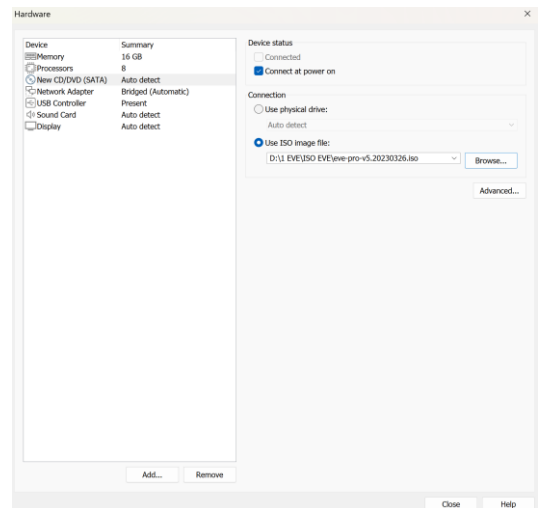 Hardware
Device Summary
Memory 16 GB
Processors 8
New CD/DVD (SATA) Auto detect
Network Adapter Bridged (Automatic)
USB Controller Present
Sound Card Auto detect
Display Auto detect
Add... Remove
Device status
Connected
Connect at power on
Connection
Use physical drive:
Auto detect
Use ISO image file:
D:\1 EVE\ISO EVE\eve-pro-v5.20230326.iso Browse...
Advanced...
Close Help